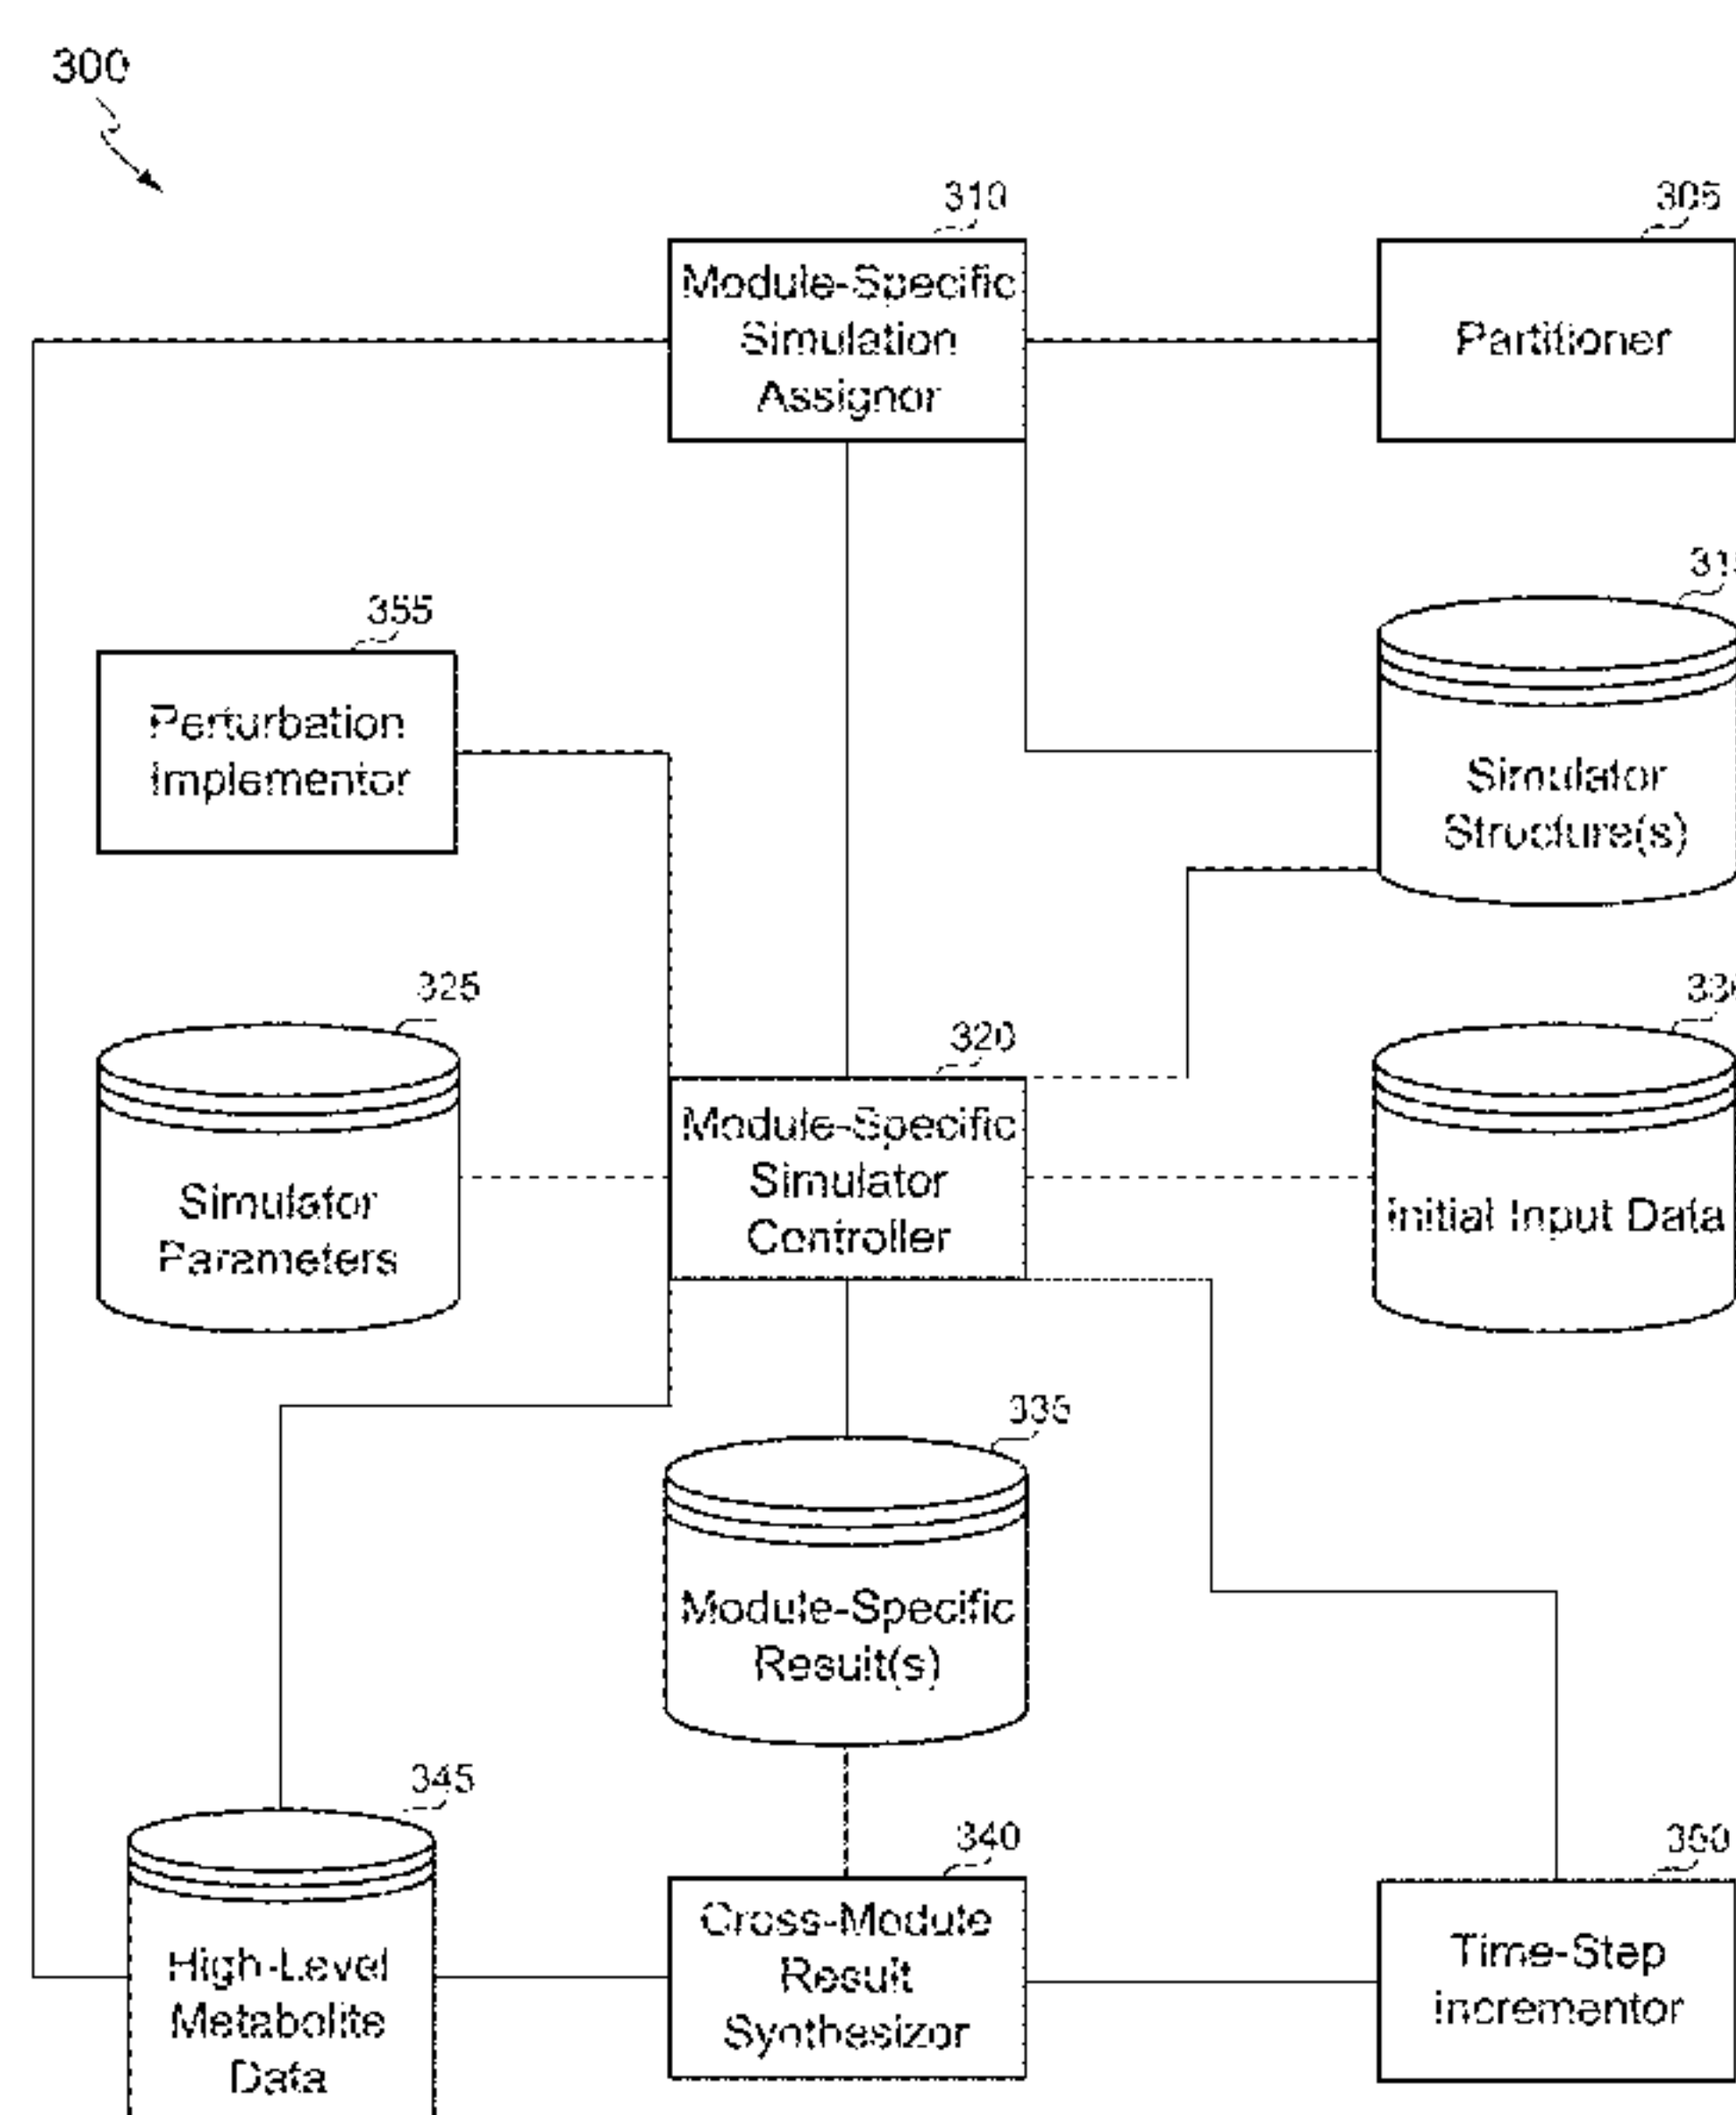 300
310
305
Module-Specific
Simulation
Assignor
Partitioner
355
Perturbation
Implementor
Simulator
Structure(s)
325
Simulator
Parameters
320
Module-Specific
Simulator
Controller
Initial Input Data
335
Module-Specific
Result(s)
345
High-Level
Metabolite
Data
340
Cross-Module
Result
Synthesizor
Time-Step
Incrementor